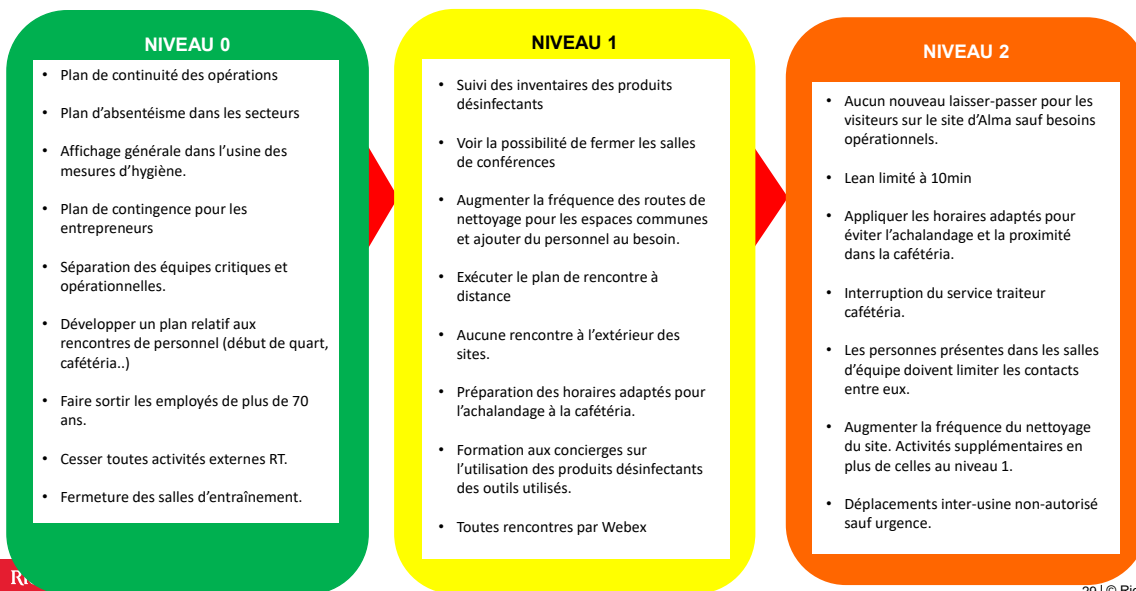 NIVEAU 0
• Plan de continuité des opérations
• Plan d'absentéisme dans les secteurs
• Affichage générale dans l'usine des
mesures d'hygiène.
• Plan de contingence pour les
entrepreneurs
• Séparation des équipes critiques et
opérationnelles.
• Développer un plan relatif aux
rencontres de personnel (début de quart,
cafétéria..)
• Faire sortir les employés de plus de 70
ans.
• Cesser toutes activités externes RT.
• Fermeture des salles d'entraînement.
NIVEAU 1
• Suivi des inventaires des produits
désinfectants
• Voir la possibilité de fermer les salles
de conférences
• Augmenter la fréquence des routes de
nettoyage pour les espaces communes
et ajouter du personnel au besoin.
• Exécuter le plan de rencontre à
distance
• Aucune rencontre à l'extérieur des
sites.
• Préparation des horaires adaptés pour
l'achalandage à la cafétéria.
• Formation aux concierges sur
l'utilisation des produits désinfectants
des outils utilisés.
• Toutes rencontres par Webex
NIVEAU 2
• Aucun nouveau laisser-passer pour les
visiteurs sur le site d'Alma sauf besoins
opérationnels.
• Lean limité à 10min
• Appliquer les horaires adaptés pour
éviter l'achalandage et la proximité
dans la cafétéria.
• Interruption du service traiteur
cafétéria.
• Les personnes présentes dans les salles
d'équipe doivent limiter les contacts
entre eux.
• Augmenter la fréquence du nettoyage
du site. Activités supplémentaires en
plus de celles au niveau 1.
• Déplacements inter-usine non-autorisé
sauf urgence.